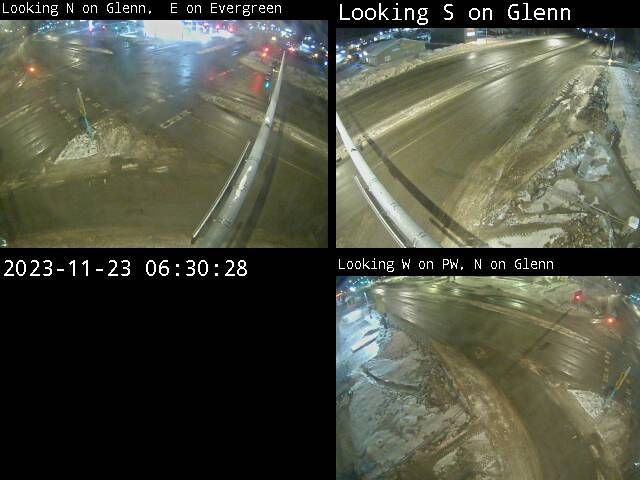 Looking N on Glenn, E on Evergreen
Looking S on Glenn
2023-11-23 06:30:28
Looking W on PW, N on Glenn